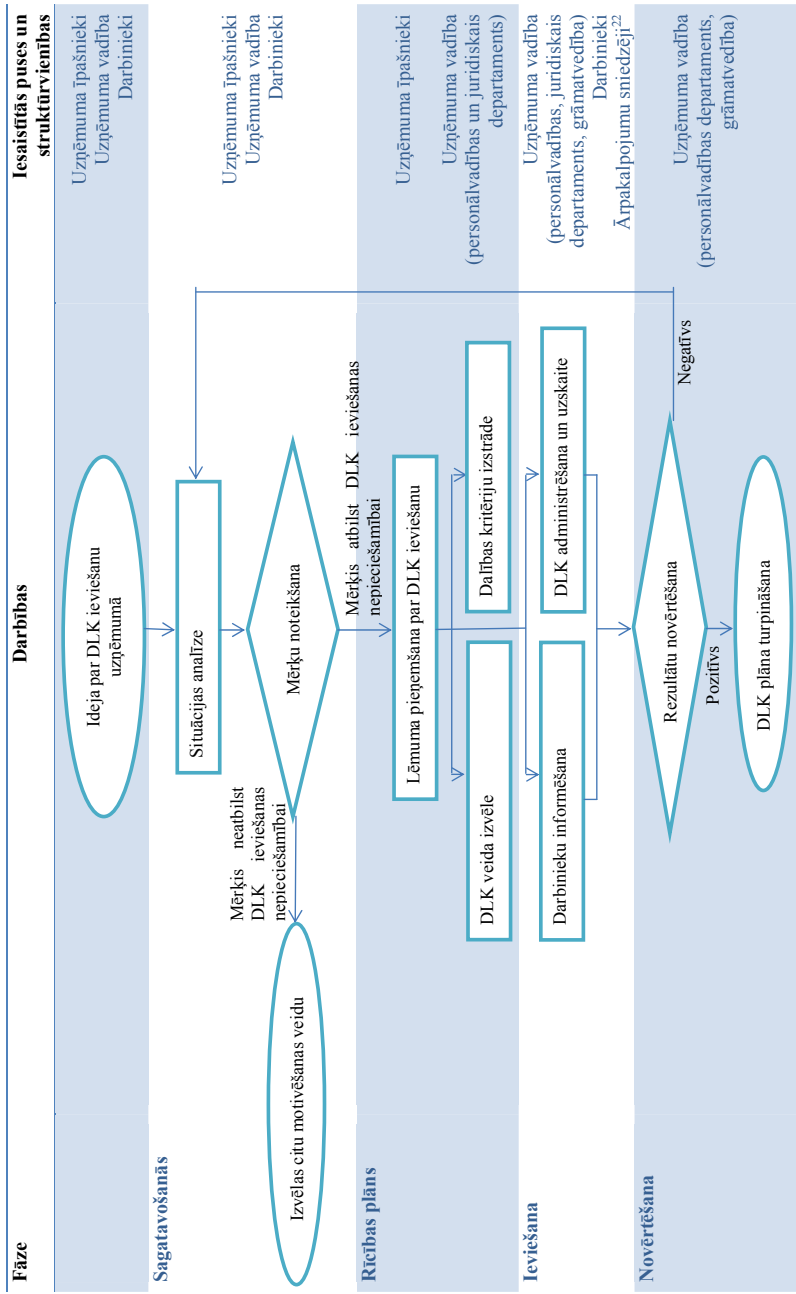 Fāze
Darbības
Iesaistītās puses un
struktūrvienības
Ideja par DLK ieviešanu
uzņēmumā
Uzņēmuma īpašnieki
Uzņēmuma vadība
Darbinieki
Sagatavošanās
Situācijas analīze
Uzņēmuma īpašnieki
Uzņēmuma vadība
Darbinieki
Mērķis neatbilst
DLK ieviešanas
nepieciešamībai
Izvēlas citu motivēšanas veidu
Mērķu noteikšana
Mērķis atbilst DLK ieviešanas
nepieciešamībai
Rīcības plāns
Lēmuma pieņemšana par DLK ieviešanu
Uzņēmuma īpašnieki
DLK veida izvēle
Dalības kritēriju izstrāde
Uzņēmuma vadība
(personālvadības un juridiskais
departaments)
Ieviešana
Darbinieku informēšana
DLK administrēšana un uzskaite
Uzņēmuma vadība
(personālvadības, juridiskais
departaments, grāmatvedība)
Darbinieki
Ārpakalpojumu sniedzēji22
Novērtēšana
Rezultātu novērtēšana
Negatīvs
Pozitīvs
DLK plāna turpināšana
Uzņēmuma vadība
(personālvadības departaments,
grāmatvedība)